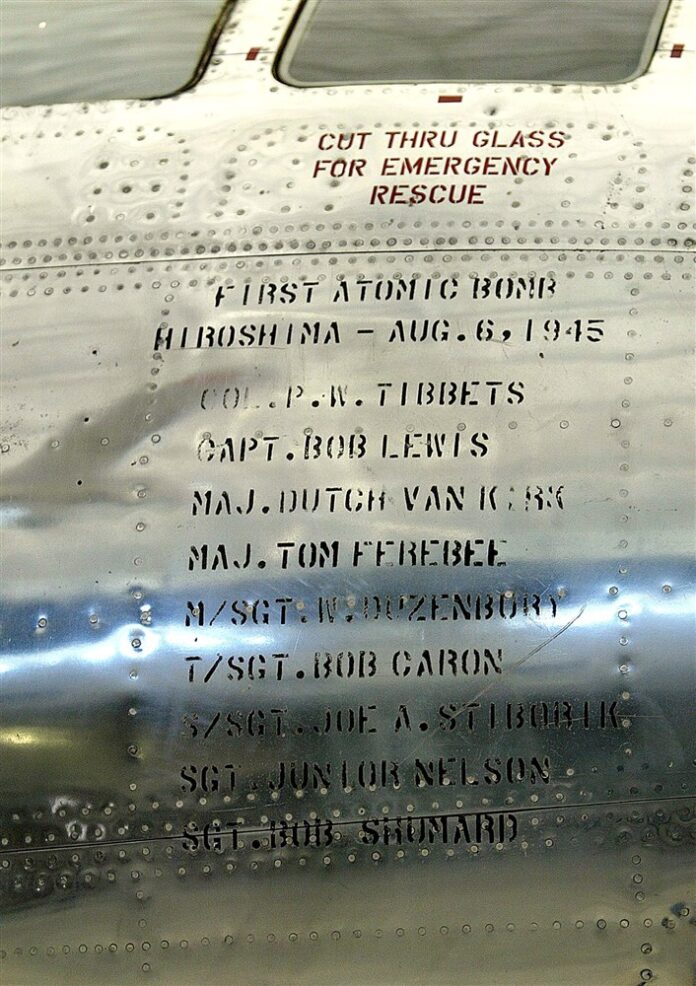 CUT THRU GLASS
FOR EMERGENCY
RESCUE
FIRST ATOMIC BOMB
HIROSHIMA - AUG. 6, 1945
COL. P. W. TIBBETS
CAPT. BOB LEWIS
MAJ. DUTCH VAN KIRK
MAJ. TOM FEREBEE
M/SGT. W. DUZENBURY
T/SGT. BOB CARON
S/SGT. JOE A. STIBORIK
SGT. JUNIOR NELSON
SGT. BOB SHUMARD